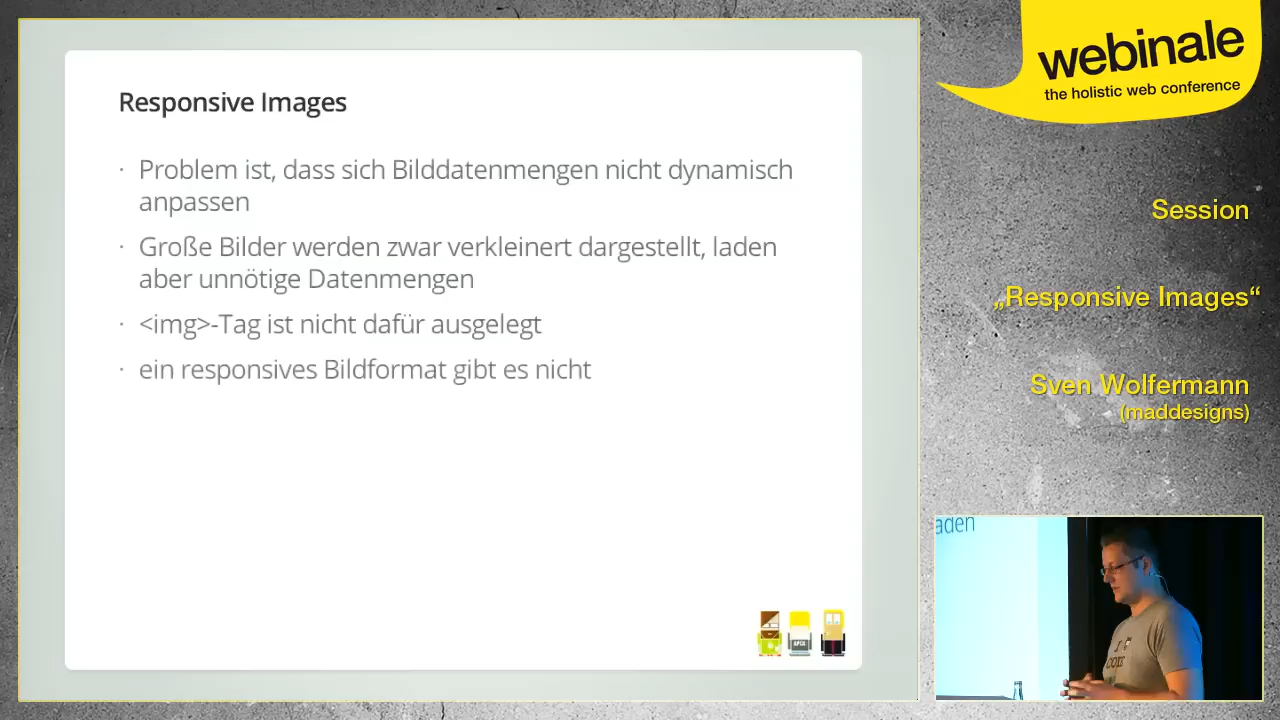 Responsive Images
· Problem ist, dass sich Bilddatenmengen nicht dynamisch
anpassen
· Große Bilder werden zwar verkleinert dargestellt, laden
aber unnötige Datenmengen
· <img>-Tag ist nicht dafür ausgelegt
· ein responsives Bildformat gibt es nicht
webinale
the holistic web conference
Session
„Responsive Images“
Sven Wolfermann
(maddesigns)
aden